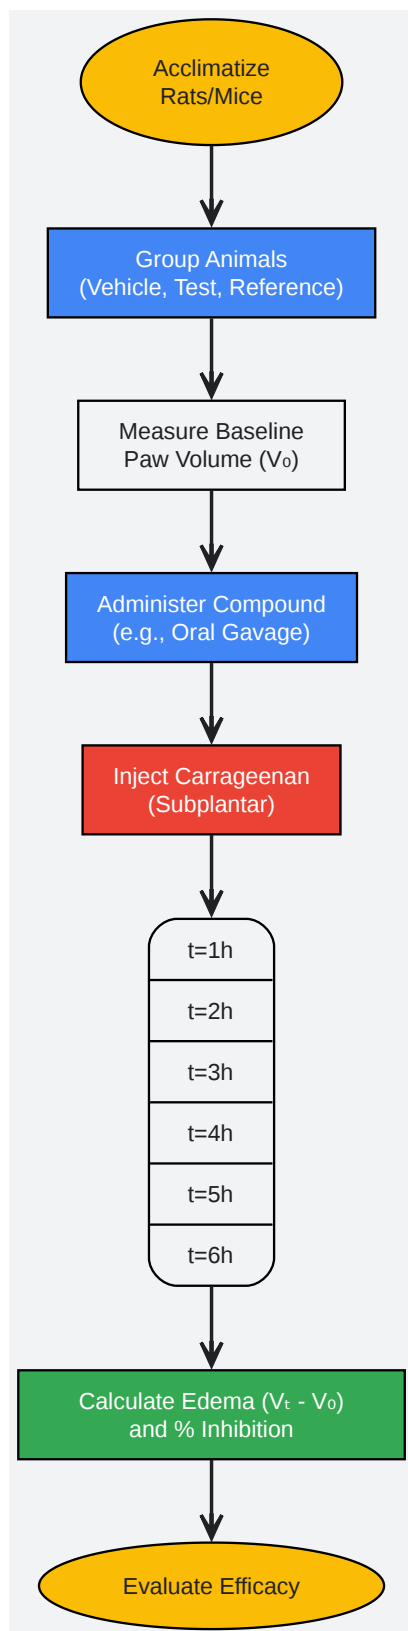 Acclimatize
Rats/Mice
Group Animals
(Vehicle, Test, Reference)
Measure Baseline
Paw Volume (V₀)
Administer Compound
(e.g., Oral Gavage)
Inject Carrageenan
(Subplantar)
t=1h
t=2h
t=3h
t=4h
t=5h
t=6h
Calculate Edema (Vₜ - V₀)
and % Inhibition
Evaluate Efficacy